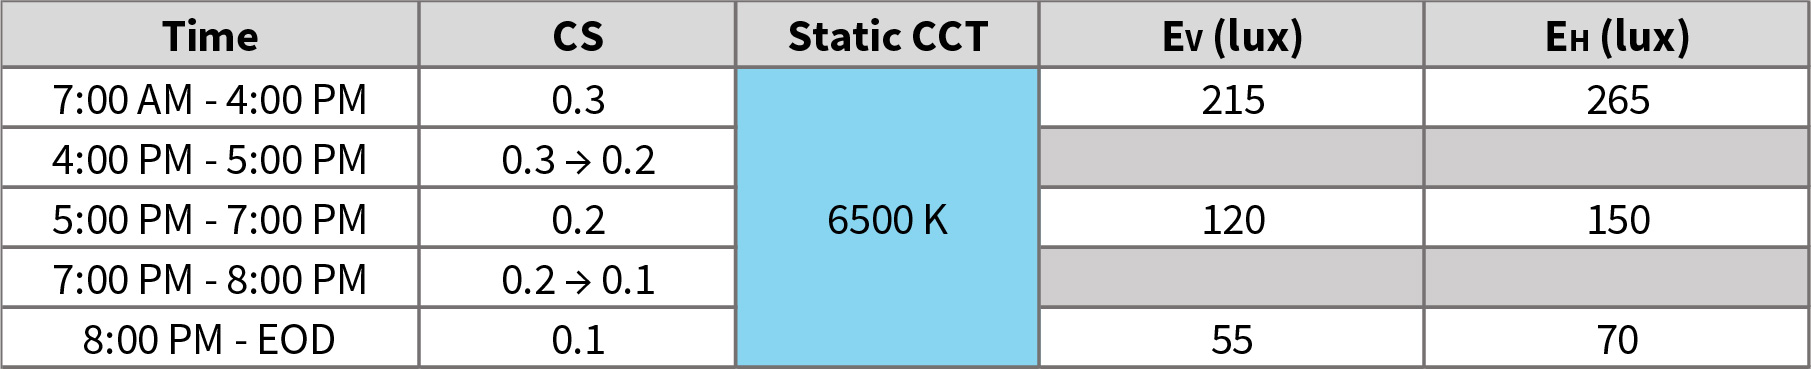 Time CS Static CCT EV (lux) EH (lux)
7:00 AM - 4:00 PM 0.3 215 265
4:00 PM - 5:00 PM 0.3 → 0.2
5:00 PM - 7:00 PM 0.2 6500 K 120 150
7:00 PM - 8:00 PM 0.2 → 0.1
8:00 PM - EOD 0.1 55 70